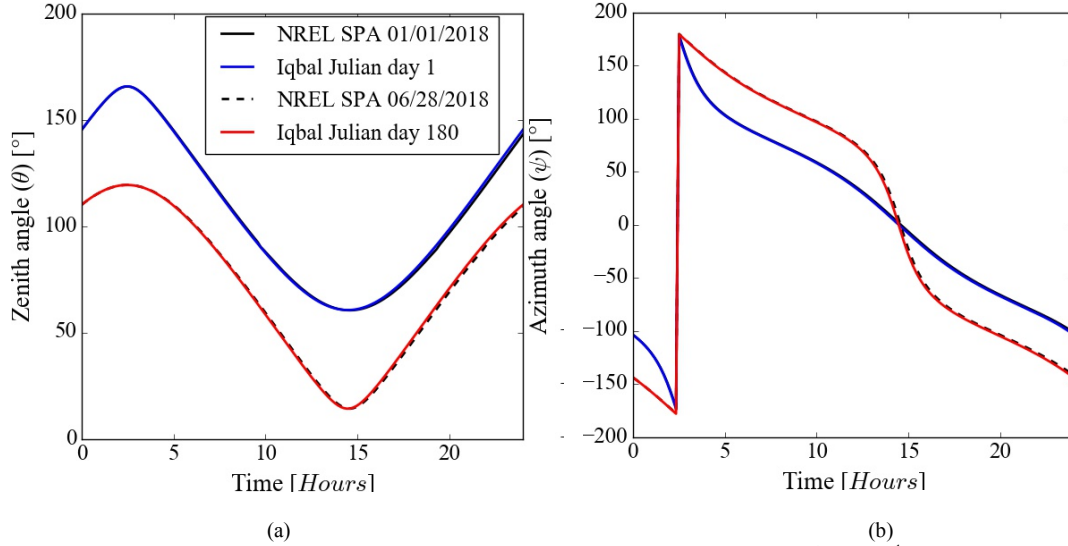 200
150
100
50
0
Zenith angle (θ) [°]
NREL SPA 01/01/2018
Iqbal Julian day 1
NREL SPA 06/28/2018
Iqbal Julian day 180
0 5 10 15 20
Time [Hours]
(a)
200
150
100
50
0
−50
−100
−150
−200
Azimuth angle (ψ) [°]
0 5 10 15 20
Time [Hours]
(b)